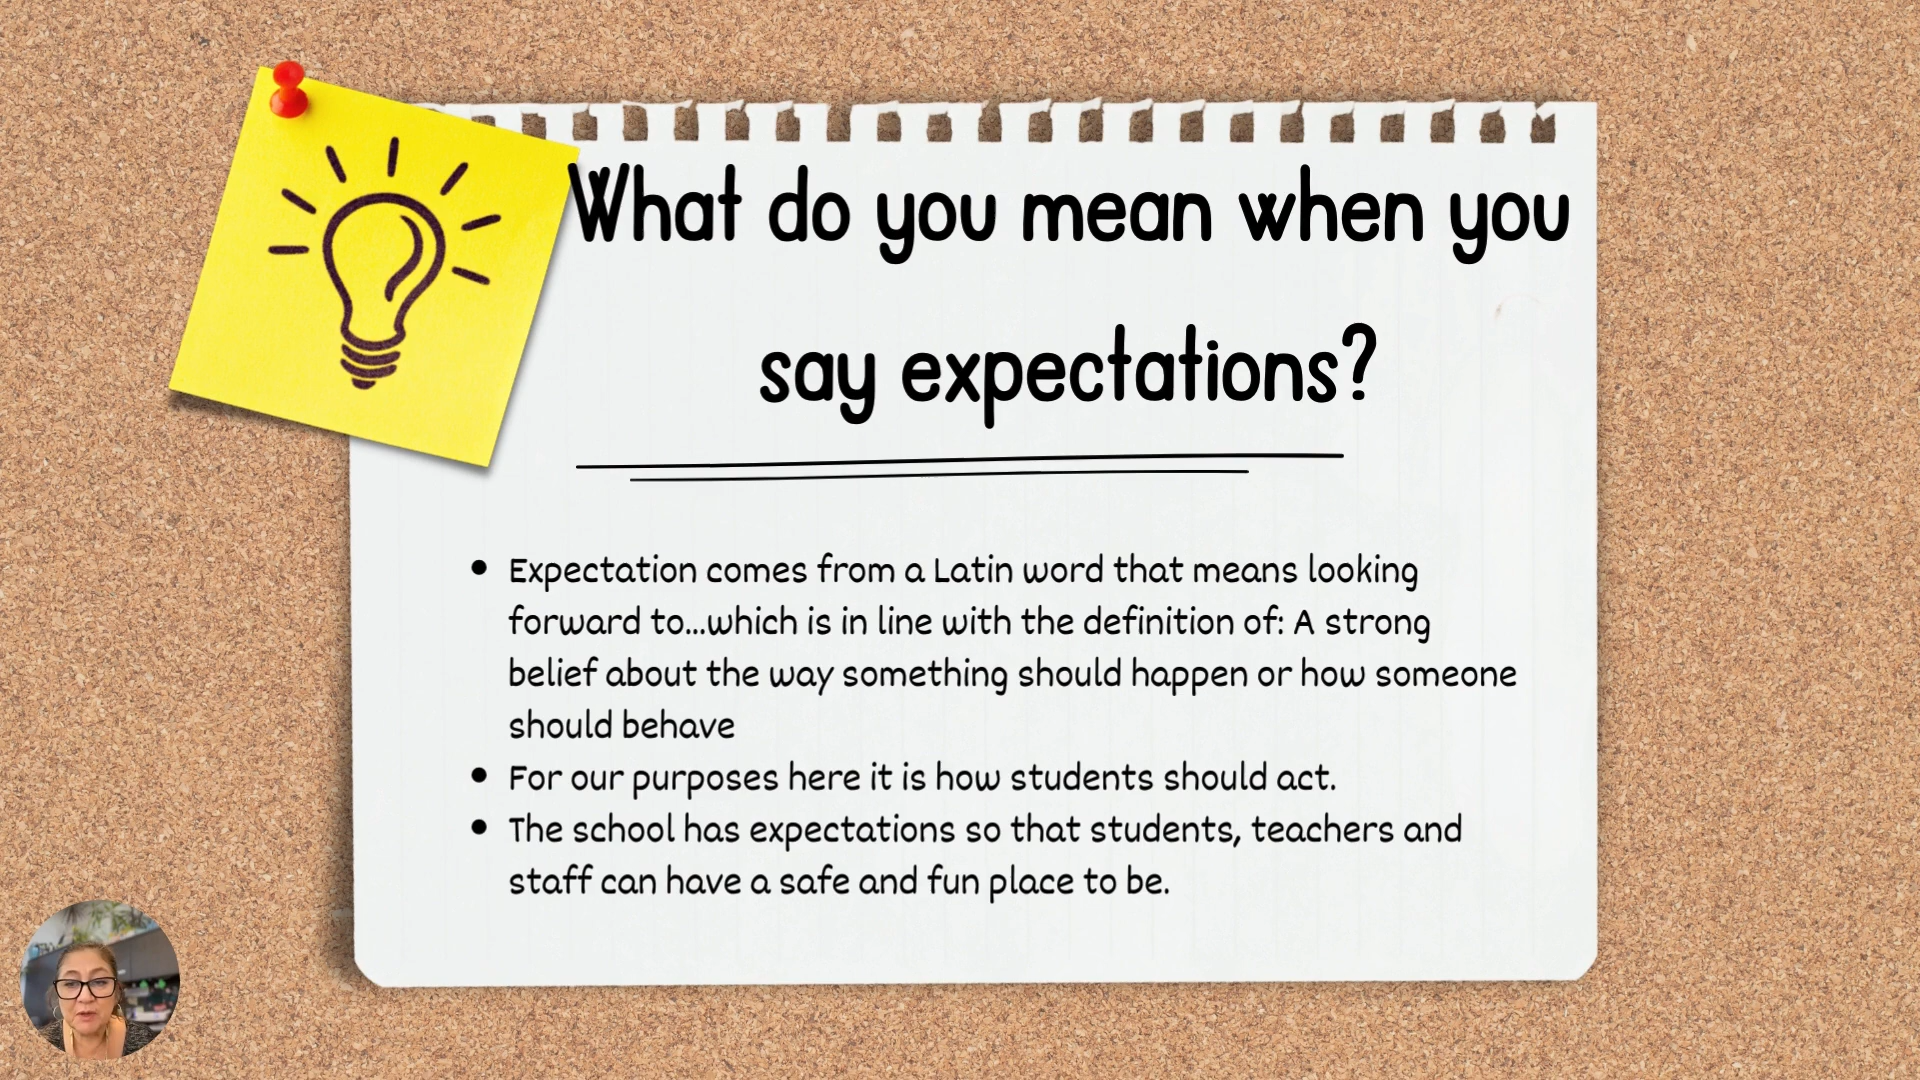 What do you mean when you
say expectations?
• Expectation comes from a Latin word that means looking
forward to...which is in line with the definition of: A strong
belief about the way something should happen or how someone
should behave
• For our purposes here it is how students should act.
• The school has expectations so that students, teachers and
staff can have a safe and fun place to be.